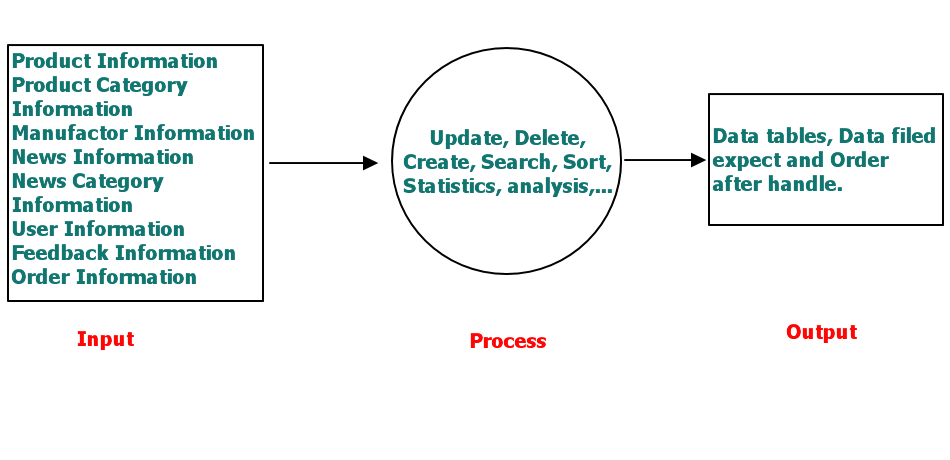 Product Information
Product Category
Information
Manufactor Information
News Information
News Category
Information
User Information
Feedback Information
Order Information
Update, Delete,
Create, Search, Sort,
Statistics, analysis,...
Data tables, Data filed
expect and Order
after handle.
Input
Process
Output